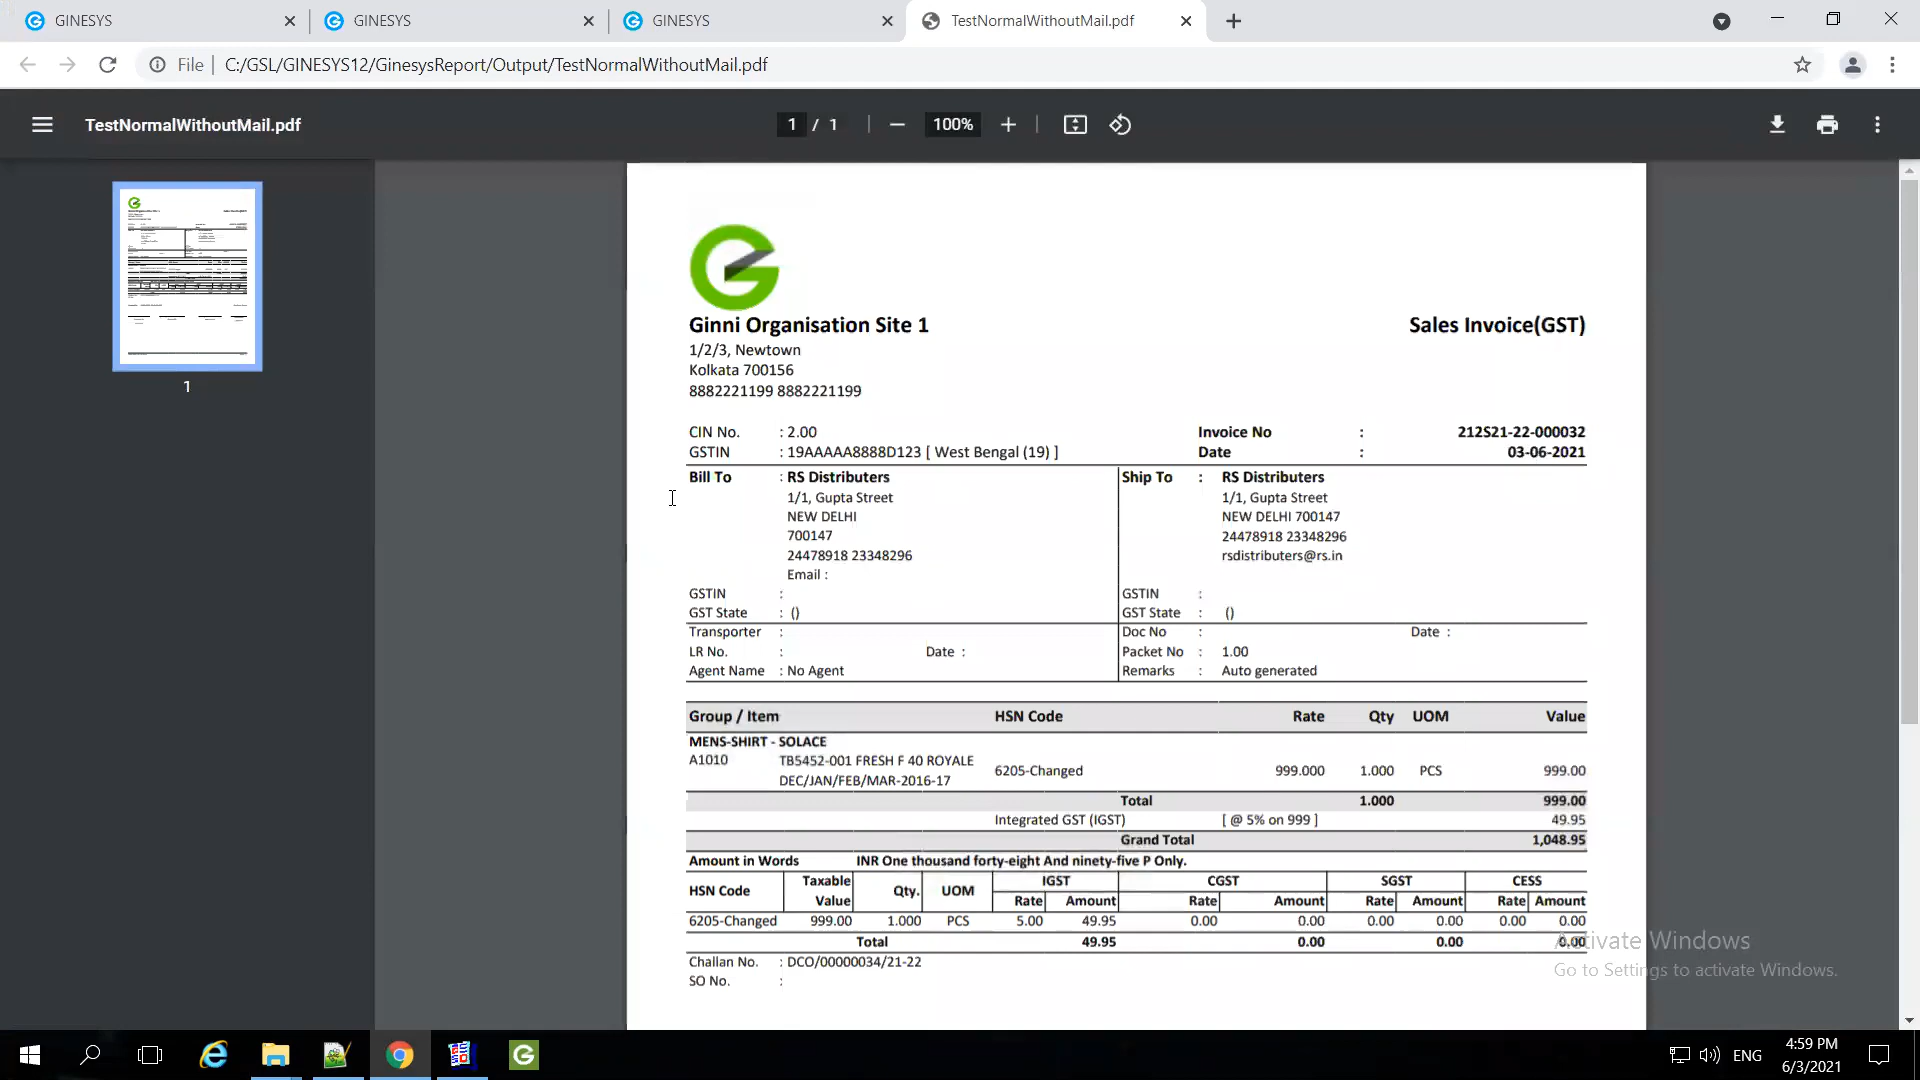 GINESYS
GINESYS
GINESYS
TestNormalWithoutMail.pdf
File
C:/GSL/GINESYS12/GinesysReport/Output/TestNormalWithoutMail.pdf
TestNormalWithoutMail.pdf
1 / 1
100%
1
Ginni Organisation Site 1
Sales Invoice(GST)
1/2/3, Newtown
Kolkata 700156
8882221199 8882221199
CIN No. : 2.00
Invoice No : 212S21-22-000032
GSTIN : 19AAAAA8888D123 [ West Bengal (19) ]
Date : 03-06-2021
Bill To : RS Distributers
1/1, Gupta Street
NEW DELHI
700147
24478918 23348296
Email :
GSTIN :
GST State : ()
Ship To : RS Distributers
1/1, Gupta Street
NEW DELHI 700147
24478918 23348296
rsdistributers@rs.in
GSTIN :
GST State : ()
Transporter :
LR No. : Date :
Agent Name : No Agent
Doc No : Date :
Packet No : 1.00
Remarks : Auto generated
Group / Item HSN Code Rate Qty UOM Value
MENS-SHIRT - SOLACE
A1010 TB5452-001 FRESH F 40 ROYALE
DEC/JAN/FEB/MAR-2016-17
6205-Changed 999.000 1.000 PCS 999.00
Total 1.000 999.00
Integrated GST (IGST) [ @ 5% on 999 ] 49.95
Grand Total 1,048.95
Amount in Words INR One thousand forty-eight And ninety-five P Only.
HSN Code Taxable Value Qty. UOM IGST CGST SGST CESS
Rate Amount Rate Amount Rate Amount Rate Amount
6205-Changed 999.00 1.000 PCS 5.00 49.95 0.00 0.00 0.00 0.00 0.00 0.00
Total 49.95 0.00 0.00 0.00
Challan No. : DCO/00000034/21-22
SO No. :
Activate Windows
Go to Settings to activate Windows.
ENG
4:59 PM
6/3/2021